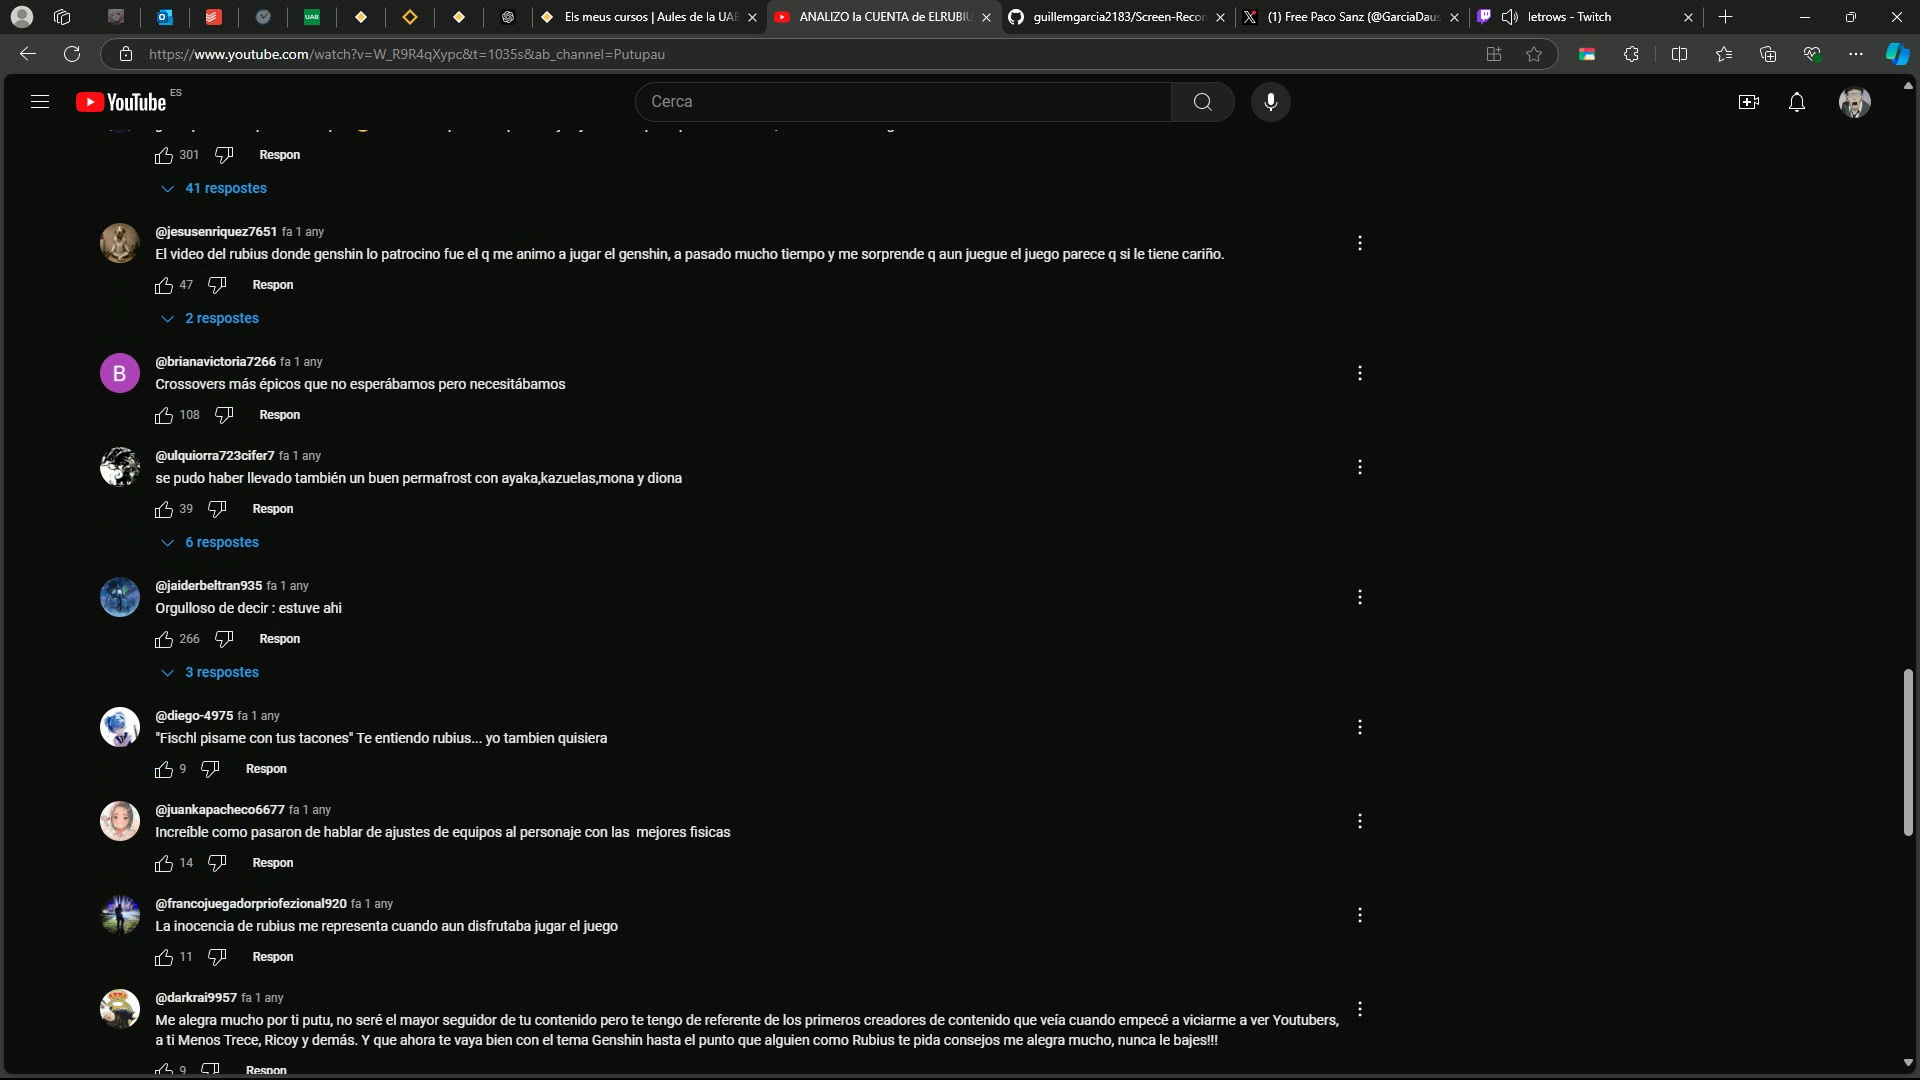 UAB
Els meus cursos | Aules de la UAB
ANALIZO la CUENTA de ELRUBIU
guillemgarcia2183/Screen-Recor
(1) Free Paco Sanz (@GarciaDaus
letrows - Twitch
https://www.youtube.com/watch?v=W_R9R4qXypc&t=1035s&ab_channel=Putupau
YouTube ES
Cerca
301 Respon
41 respostes
@jesusenriquez7651 fa 1 any
El video del rubius donde genshin lo patrocino fue el q me animo a jugar el genshin, a pasado mucho tiempo y me sorprende q aun juegue el juego parece q si le tiene cariño.
47 Respon
2 respostes
B
@brianavictoria7266 fa 1 any
Crossovers más épicos que no esperábamos pero necesitábamos
108 Respon
@ulquiorra723cifer7 fa 1 any
se pudo haber llevado también un buen permafrost con ayaka,kazuelas,mona y diona
39 Respon
6 respostes
@jaiderbeltran935 fa 1 any
Orgulloso de decir : estuve ahi
266 Respon
3 respostes
@diego-4975 fa 1 any
"Fischl pisame con tus tacones" Te entiendo rubius... yo tambien quisiera
9 Respon
@juankapacheco6677 fa 1 any
Increíble como pasaron de hablar de ajustes de equipos al personaje con las  mejores fisicas
14 Respon
@francojuegadorpriofezional920 fa 1 any
La inocencia de rubius me representa cuando aun disfrutaba jugar el juego
11 Respon
@darkrai9957 fa 1 any
Me alegra mucho por ti putu, no seré el mayor seguidor de tu contenido pero te tengo de referente de los primeros creadores de contenido que veía cuando empecé a viciarme a ver Youtubers,
a ti Menos Trece, Ricoy y demás. Y que ahora te vaya bien con el tema Genshin hasta el punto que alguien como Rubius te pida consejos me alegra mucho, nunca le bajes!!!
9 Respon